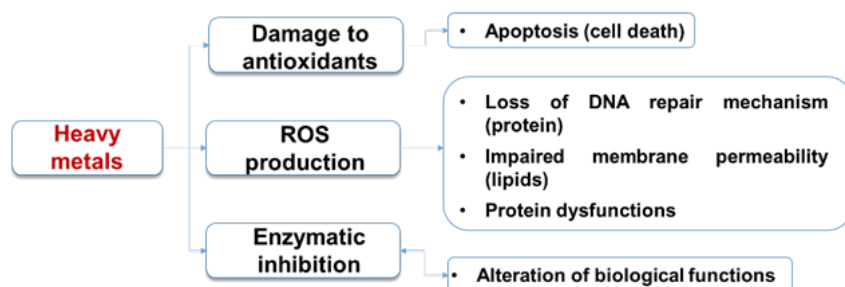 Damage to
antioxidants
• Apoptosis (cell death)
Heavy
metals
ROS
production
• Loss of DNA repair mechanism
(protein)
• Impaired membrane permeability
(lipids)
• Protein dysfunctions
Enzymatic
inhibition
• Alteration of biological functions